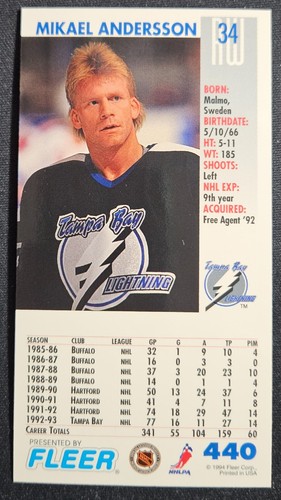 MIKAEL ANDERSSON
34
RW
BORN:
Malmo,
Sweden
BIRTHDATE:
5/10/66
HT: 5-11
WT: 185
SHOOTS:
Left
NHL EXP:
9th year
ACQUIRED:
Free Agent '92
Tampa Bay
LIGHTNING
Tampa Bay
LIGHTNING
TM
SEASON CLUB LEAGUE GP G A TP PIM
1985-86 BUFFALO NHL 32 1 9 10 4
1986-87 BUFFALO NHL 16 0 3 3 0
1987-88 BUFFALO NHL 37 3 20 23 10
1988-89 BUFFALO NHL 14 0 1 1 4
1989-90 HARTFORD NHL 50 13 24 37 6
1990-91 HARTFORD NHL 41 4 7 11 8
1991-92 HARTFORD NHL 74 18 29 47 14
1992-93 TAMPA BAY NHL 77 16 11 27 14
CAREER TOTALS 341 55 104 159 60
PRESENTED BY
FLEER
NHLPA
440
© 1994 Fleer Corp.
Printed in USA